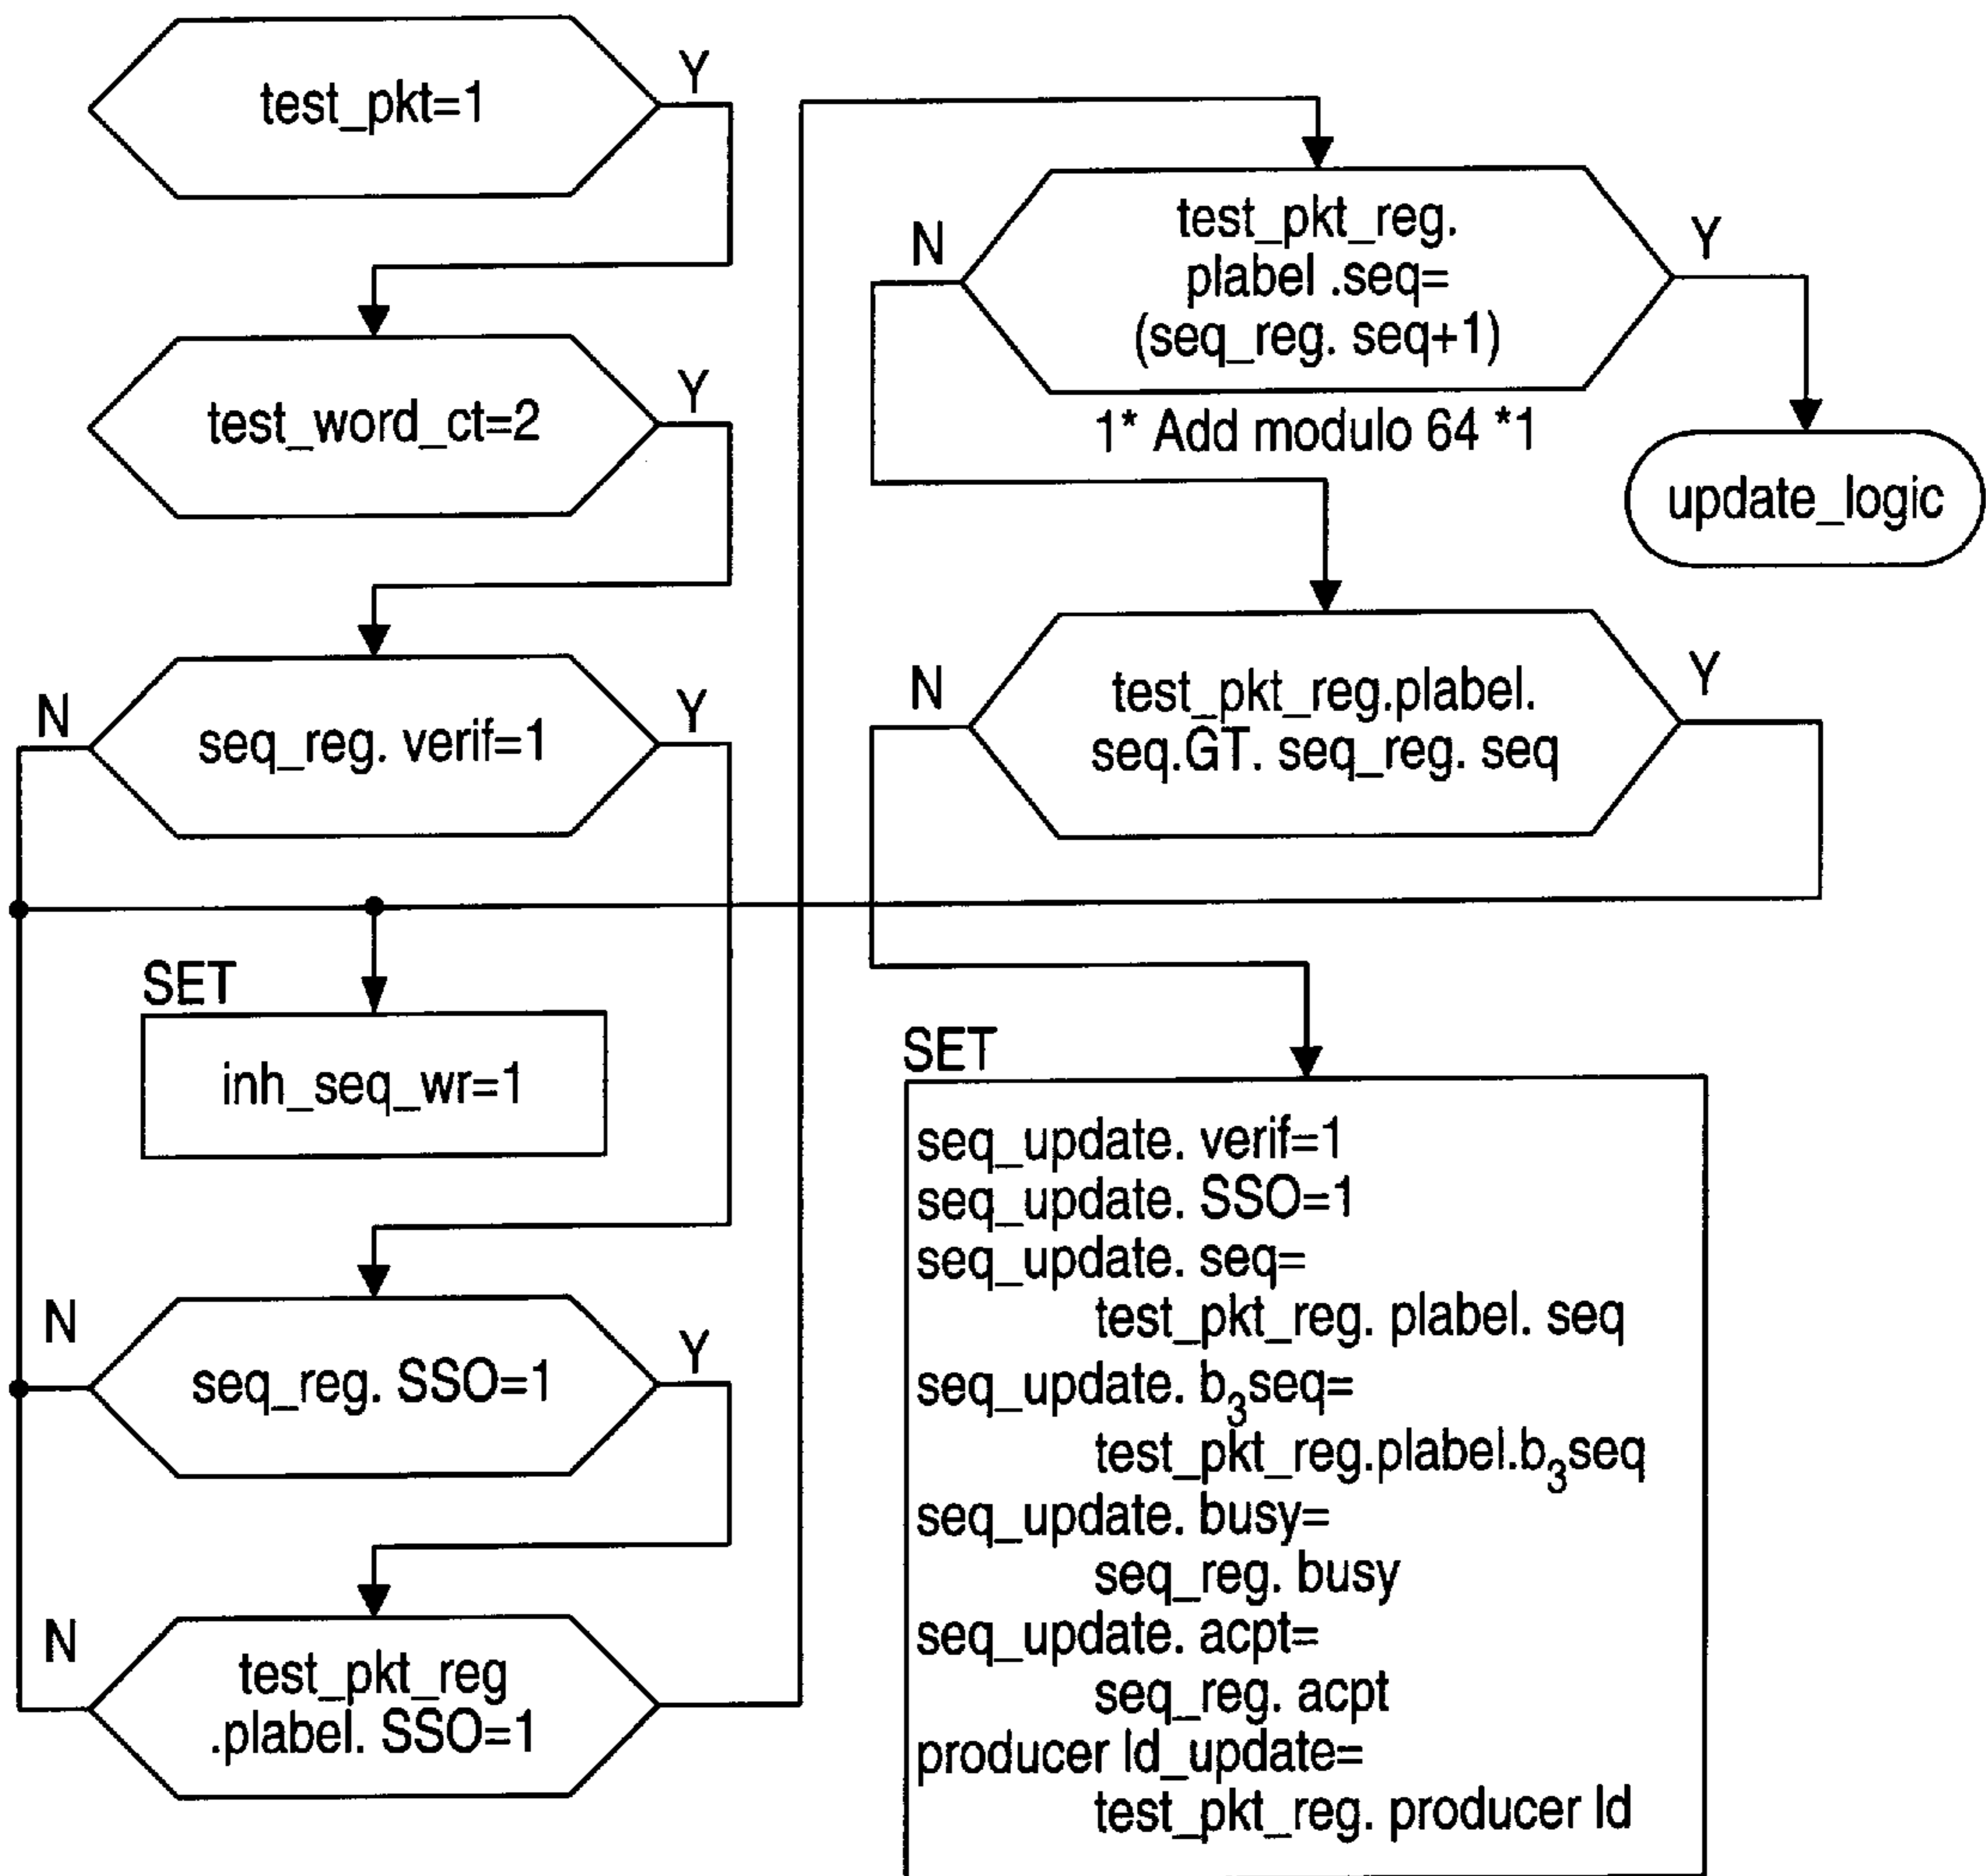 test_pkt=1
Y
test_word_ct=2
Y
N
seq_reg. verif=1
Y
SET
inh_seq_wr=1
N
seq_reg. SSO=1
Y
N
test_pkt_reg
.plabel. SSO=1
N
test_pkt_reg.
plabel .seq=
(seq_reg. seq+1)
Y
1* Add modulo 64 *1
update_logic
N
test_pkt_reg.plabel.
seq.GT. seq_reg. seq
Y
SET
seq_update. verif=1
seq_update. SSO=1
seq_update. seq=
test_pkt_reg. plabel. seq
seq_update. b₃seq=
test_pkt_reg.plabel.b₃seq
seq_update. busy=
seq_reg. busy
seq_update. acpt=
seq_reg. acpt
producer Id_update=
test_pkt_reg. producer Id